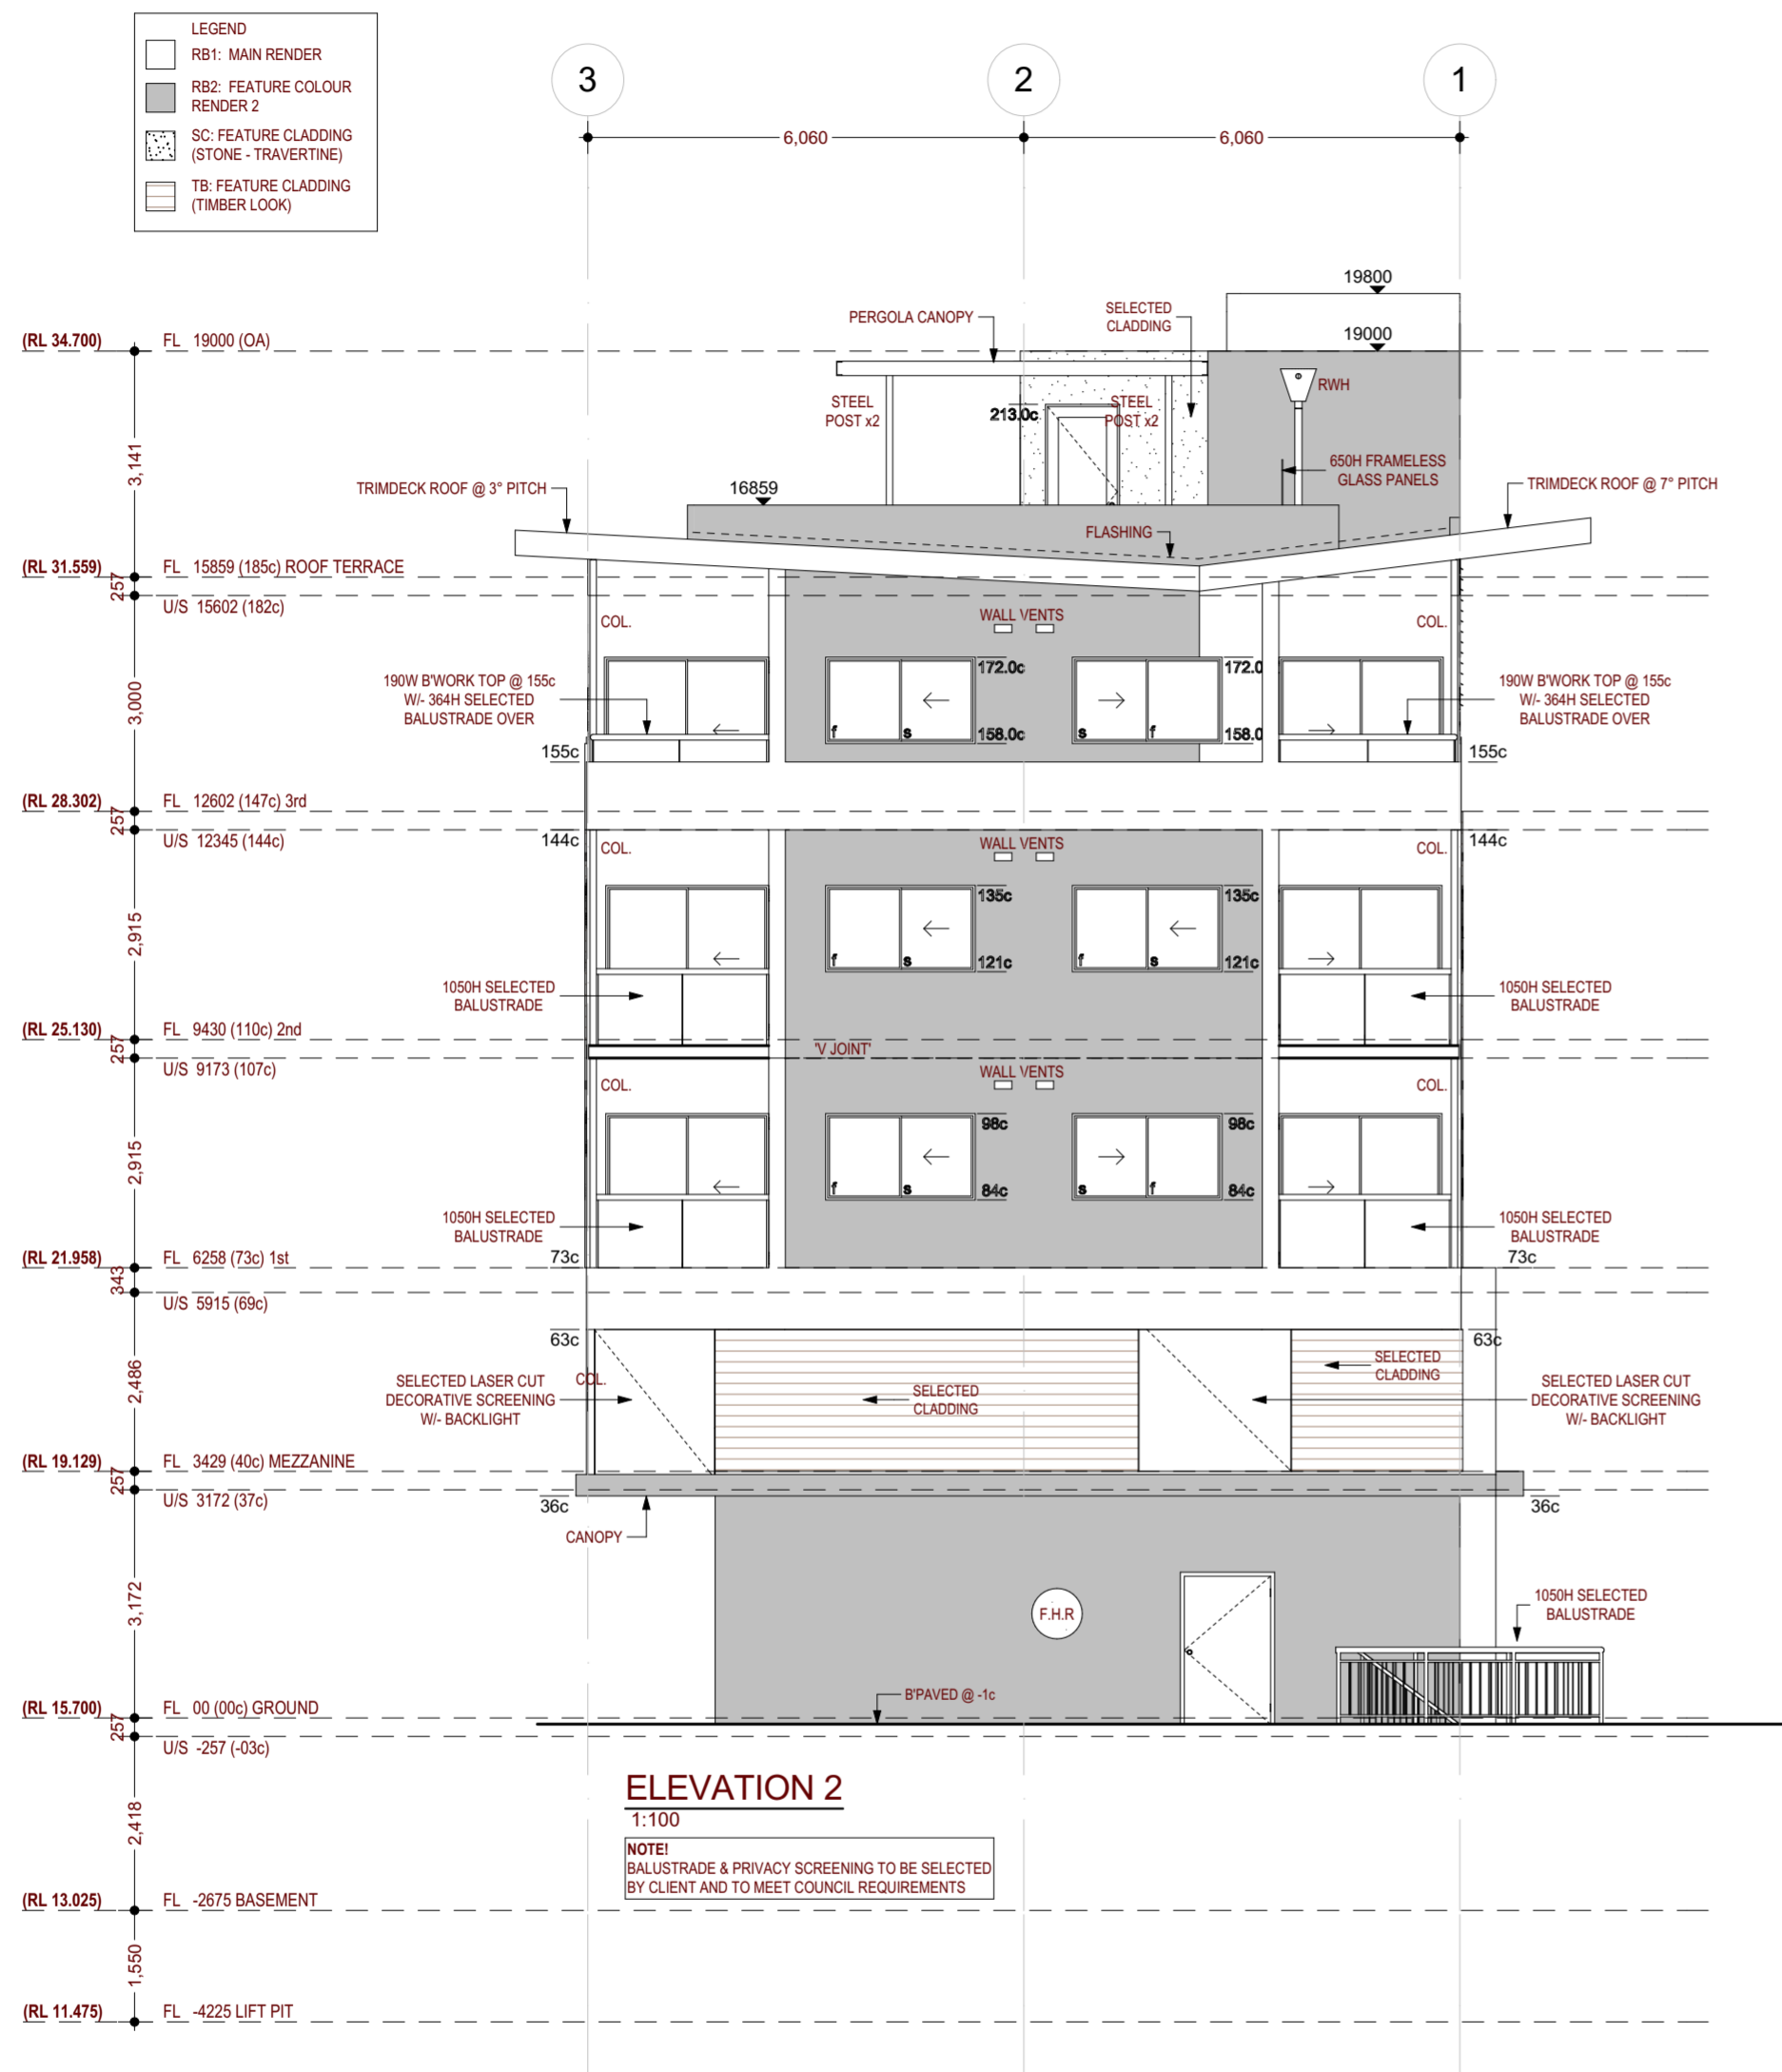 LEGEND
RB1: MAIN RENDER
RB2: FEATURE COLOUR
RENDER 2
SC: FEATURE CLADDING
(STONE - TRAVERTINE)
TB: FEATURE CLADDING
(TIMBER LOOK)
3
2
1
6,060
6,060
19800
PERGOLA CANOPY
SELECTED
CLADDING
19000
(RL 34.700)
FL 19000 (OA)
RWH
STEEL
POST x2
213.0c
STEEL
POST x2
3,141
650H FRAMELESS
GLASS PANELS
TRIMDECK ROOF @ 3° PITCH
16859
TRIMDECK ROOF @ 7° PITCH
FLASHING
(RL 31.559)
FL 15859 (185c) ROOF TERRACE
257
U/S 15602 (182c)
COL.
WALL VENTS
COL.
172.0c
172.0
190W B'WORK TOP @ 155c
W/- 364H SELECTED
BALUSTRADE OVER
190W B'WORK TOP @ 155c
W/- 364H SELECTED
BALUSTRADE OVER
3,000
f
s
158.0c
s
f
158.0
155c
155c
(RL 28.302)
FL 12602 (147c) 3rd
257
U/S 12345 (144c)
144c
144c
COL.
WALL VENTS
COL.
135c
135c
2,915
f
s
121c
f
s
121c
1050H SELECTED
BALUSTRADE
1050H SELECTED
BALUSTRADE
(RL 25.130)
FL 9430 (110c) 2nd
257
'V JOINT'
U/S 9173 (107c)
COL.
WALL VENTS
COL.
98c
98c
2,915
f
s
84c
s
f
84c
1050H SELECTED
BALUSTRADE
1050H SELECTED
BALUSTRADE
(RL 21.958)
FL 6258 (73c) 1st
73c
73c
343
U/S 5915 (69c)
63c
63c
SELECTED
CLADDING
2,486
SELECTED LASER CUT
DECORATIVE SCREENING
W/- BACKLIGHT
COL.
SELECTED
CLADDING
SELECTED LASER CUT
DECORATIVE SCREENING
W/- BACKLIGHT
(RL 19.129)
FL 3429 (40c) MEZZANINE
257
U/S 3172 (37c)
36c
36c
CANOPY
3,172
F.H.R
1050H SELECTED
BALUSTRADE
B'PAVED @ -1c
(RL 15.700)
FL 00 (00c) GROUND
257
U/S -257 (-03c)
ELEVATION 2
1:100
2,418
NOTE!
BALUSTRADE & PRIVACY SCREENING TO BE SELECTED
BY CLIENT AND TO MEET COUNCIL REQUIREMENTS
(RL 13.025)
FL -2675 BASEMENT
1,550
(RL 11.475)
FL -4225 LIFT PIT